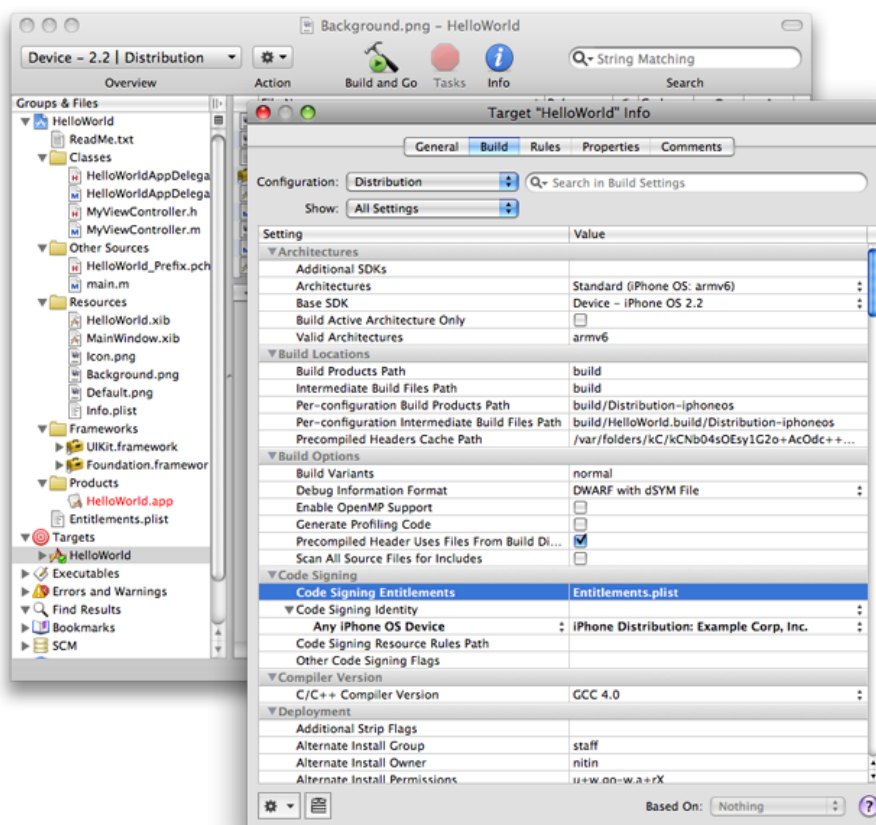 Background.png – HelloWorld
Device – 2.2 | Distribution
String Matching
Overview
Action
Build and Go
Tasks
Info
Search
Groups & Files
HelloWorld
ReadMe.txt
Classes
HelloWorldAppDelega
HelloWorldAppDelega
MyViewController.h
MyViewController.m
Other Sources
HelloWorld_Prefix.pch
main.m
Resources
HelloWorld.xib
MainWindow.xib
Icon.png
Background.png
Default.png
Info.plist
Frameworks
UIKit.framework
Foundation.framewor
Products
HelloWorld.app
Entitlements.plist
Targets
HelloWorld
Executables
Errors and Warnings
Find Results
Bookmarks
SCM
Target "HelloWorld" Info
General Build Rules Properties Comments
Configuration: Distribution
Search in Build Settings
Show: All Settings
Setting Value
Architectures
Additional SDKs
Architectures Standard (iPhone OS: armv6)
Base SDK Device – iPhone OS 2.2
Build Active Architecture Only
Valid Architectures armv6
Build Locations
Build Products Path build
Intermediate Build Files Path build
Per-configuration Build Products Path build/Distribution-iphoneos
Per-configuration Intermediate Build Files Path build/HelloWorld.build/Distribution-iphoneos
Precompiled Headers Cache Path /var/folders/kC/kCNb04sOEsy1G2o+AcOdc++...
Build Options
Build Variants normal
Debug Information Format DWARF with dSYM File
Enable OpenMP Support
Generate Profiling Code
Precompiled Header Uses Files From Build Di...
Scan All Source Files for Includes
Code Signing
Code Signing Entitlements Entitlements.plist
Code Signing Identity
Any iPhone OS Device iPhone Distribution: Example Corp, Inc.
Code Signing Resource Rules Path
Other Code Signing Flags
Compiler Version
C/C++ Compiler Version GCC 4.0
Deployment
Additional Strip Flags
Alternate Install Group staff
Alternate Install Owner nitin
Alternate Install Permissions u+w,go-w,a+rX
Based On: Nothing
?